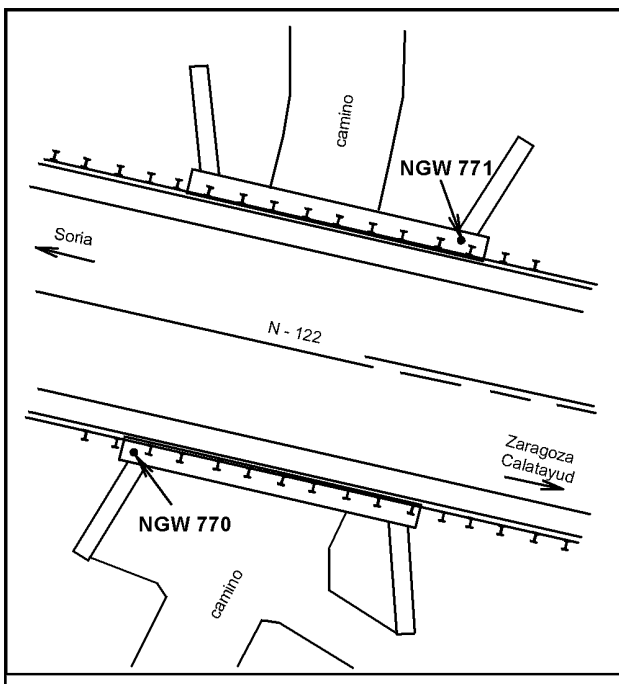 camino
NGW 771
Soria
N - 122
Zaragoza
Calatayud
NGW 770
camino